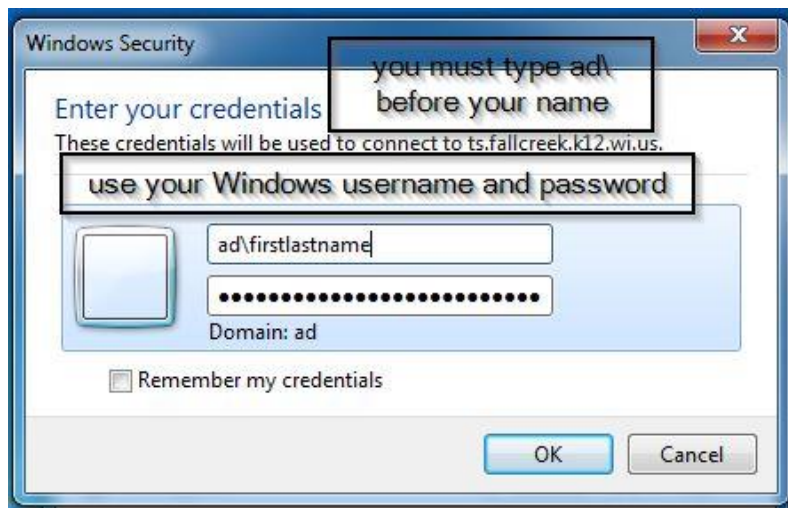 Windows Security
you must type ad\
before your name
Enter your credentials
These credentials will be used to connect to ts.fallcreek.k12.wi.us.
use your Windows username and password
ad\firstlastname
●●●●●●●●●●●●●●●●●●●●●●●●●●
Domain: ad
Remember my credentials
OK
Cancel